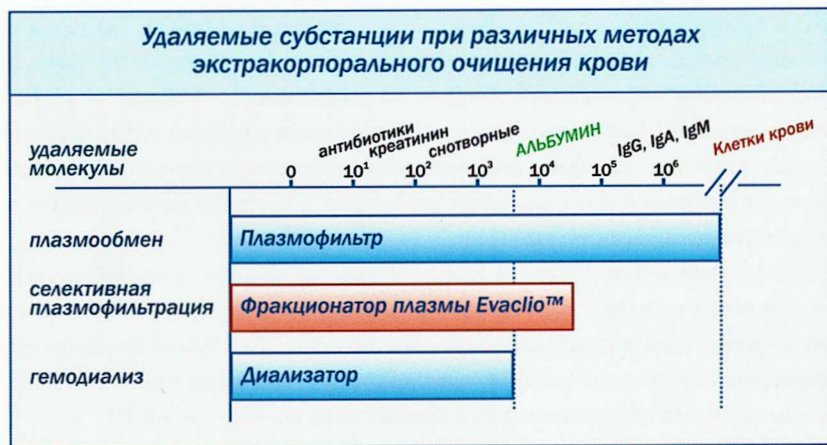 Удаляемые субстанции при различных методах
экстракорпорального очищения крови
удаляемые
молекулы
антибиотики
креатинин
снотворные
АЛЬБУМИН
IgG, IgA, IgM
Клетки крови
0 10¹ 10² 10³ 10⁴ 10⁵ 10⁶
плазмообмен
Плазмофильтр
селективная
плазмофильтрация
Фракционатор плазмы Evaclio™
гемодиализ
Диализатор